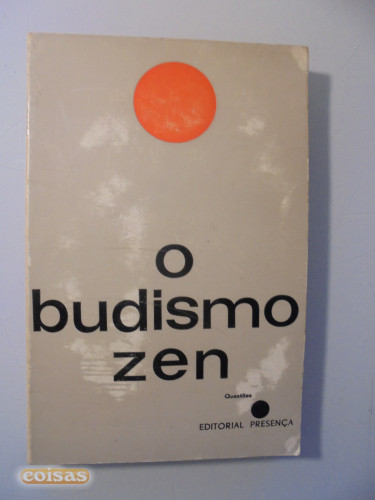 o
budismo
zen
Questões
EDITORIAL PRESENÇA
coisas